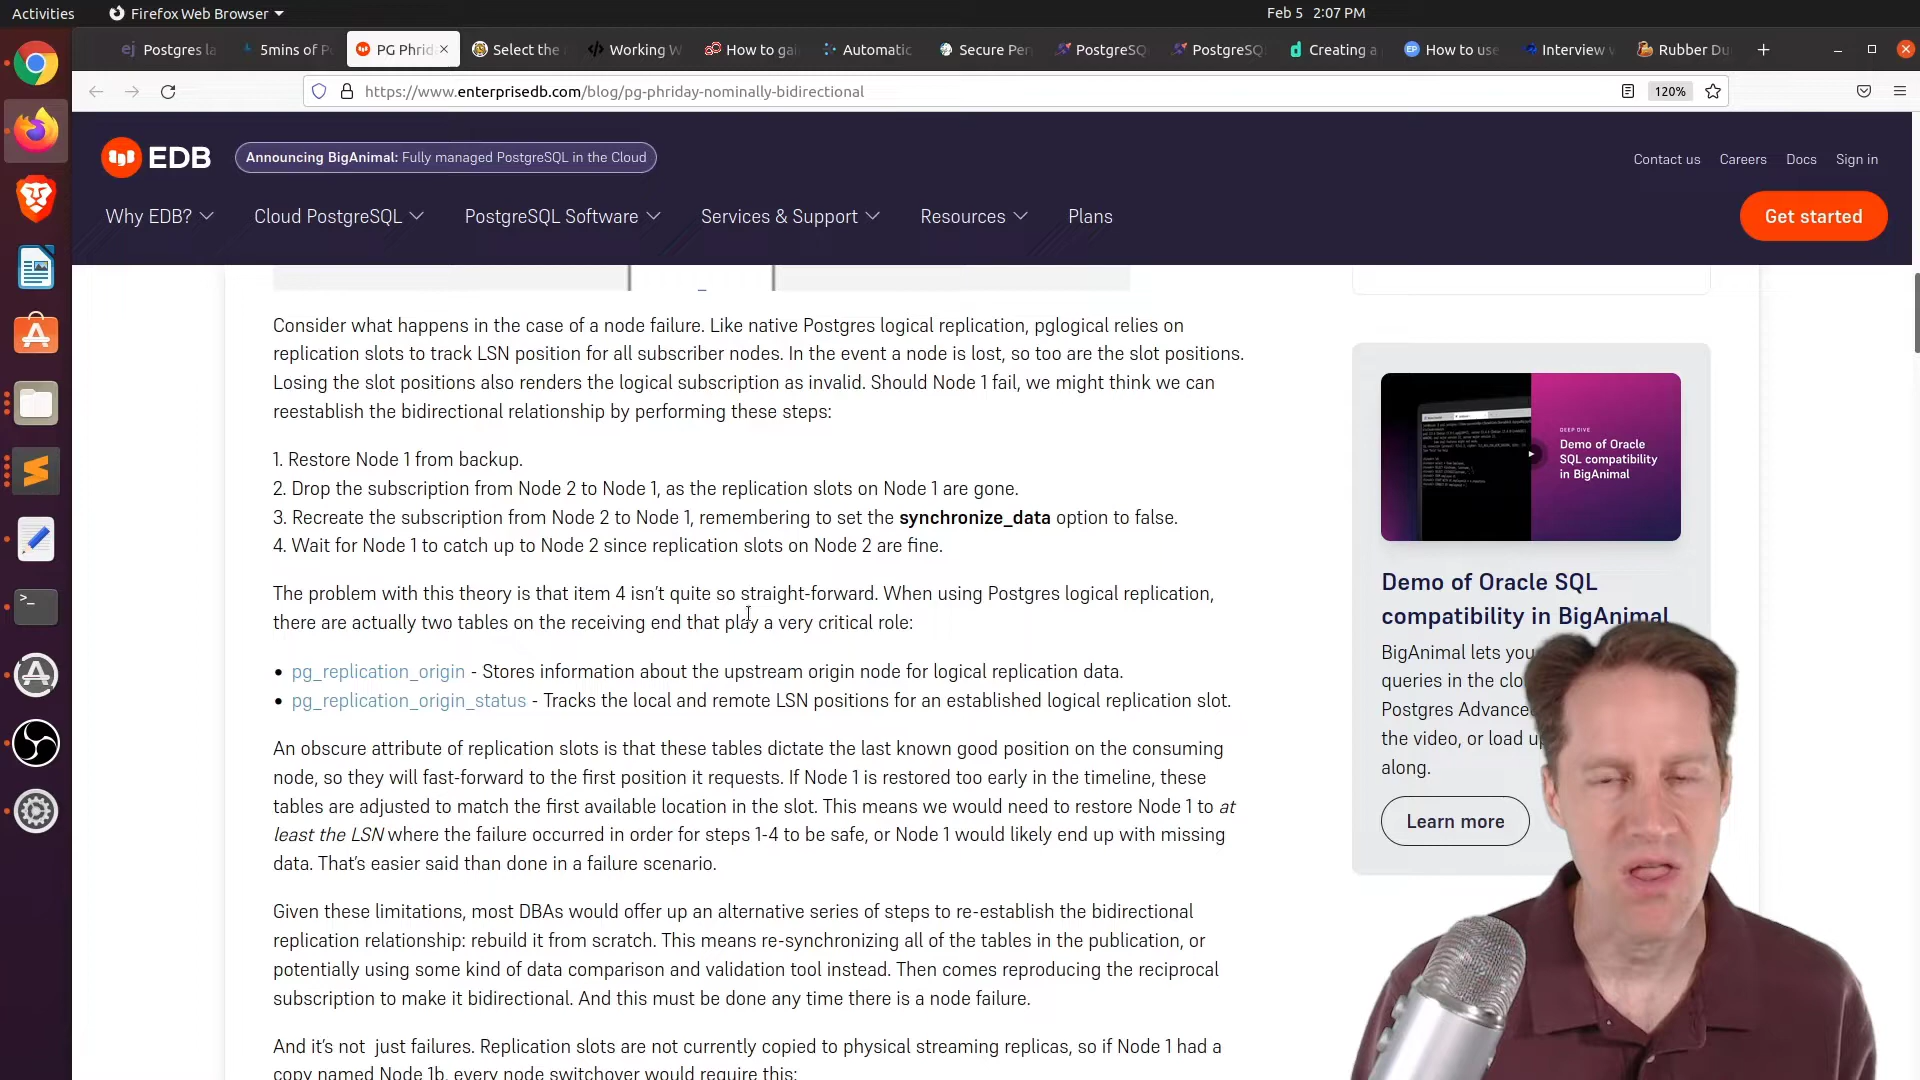 Activities
Firefox Web Browser
Feb 5 2:07 PM
Postgres la
5mins of P
PG Phrid
Select the
Working W
How to ga
Automatic
Secure Per
PostgreSQ
PostgreSQL
Creating a
How to use
Interview w
Rubber Du
https://www.enterprisedb.com/blog/pg-phriday-nominally-bidirectional
120%
EDB
Announcing BigAnimal: Fully managed PostgreSQL in the Cloud
Contact us
Careers
Docs
Sign in
Why EDB?
Cloud PostgreSQL
PostgreSQL Software
Services & Support
Resources
Plans
Get started
Consider what happens in the case of a node failure. Like native Postgres logical replication, pglogical relies on
replication slots to track LSN position for all subscriber nodes. In the event a node is lost, so too are the slot positions.
Losing the slot positions also renders the logical subscription as invalid. Should Node 1 fail, we might think we can
reestablish the bidirectional relationship by performing these steps:
1. Restore Node 1 from backup.
2. Drop the subscription from Node 2 to Node 1, as the replication slots on Node 1 are gone.
3. Recreate the subscription from Node 2 to Node 1, remembering to set the synchronize_data option to false.
4. Wait for Node 1 to catch up to Node 2 since replication slots on Node 2 are fine.
The problem with this theory is that item 4 isn't quite so straight-forward. When using Postgres logical replication,
there are actually two tables on the receiving end that play a very critical role:
• pg_replication_origin - Stores information about the upstream origin node for logical replication data.
• pg_replication_origin_status - Tracks the local and remote LSN positions for an established logical replication slot.
An obscure attribute of replication slots is that these tables dictate the last known good position on the consuming
node, so they will fast-forward to the first position it requests. If Node 1 is restored too early in the timeline, these
tables are adjusted to match the first available location in the slot. This means we would need to restore Node 1 to at
least the LSN where the failure occurred in order for steps 1-4 to be safe, or Node 1 would likely end up with missing
data. That's easier said than done in a failure scenario.
Given these limitations, most DBAs would offer up an alternative series of steps to re-establish the bidirectional
replication relationship: rebuild it from scratch. This means re-synchronizing all of the tables in the publication, or
potentially using some kind of data comparison and validation tool instead. Then comes reproducing the reciprocal
subscription to make it bidirectional. And this must be done any time there is a node failure.
And it's not just failures. Replication slots are not currently copied to physical streaming replicas, so if Node 1 had a
copy named Node 1b, every node switchover would require this:
DEEP DIVE
Demo of Oracle
SQL compatibility
in BigAnimal
Demo of Oracle SQL
compatibility in BigAnimal
BigAnimal lets you
queries in the clo
Postgres Advance
the video, or load u
along.
Learn more